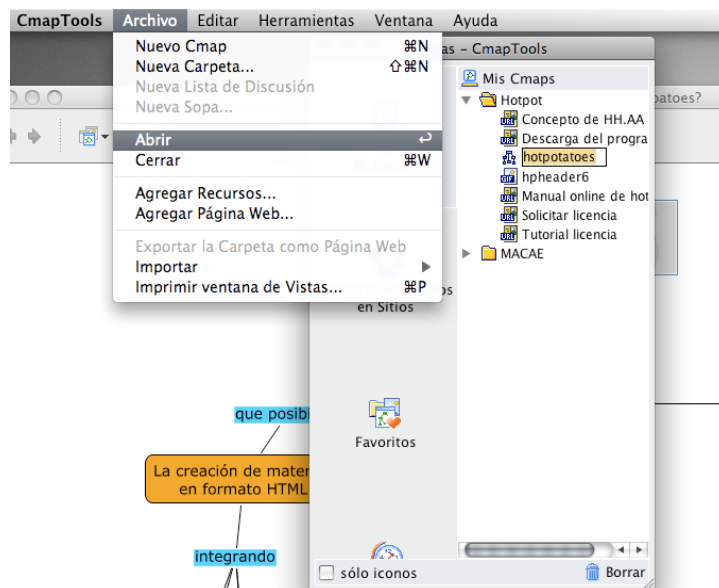 CmapTools Archivo Editar Herramientas Ventana Ayuda
Nuevo Cmap ⌘N
Nueva Carpeta... ⇧⌘N
Nueva Lista de Discusión
Nueva Sopa...
Abrir ↩
Cerrar ⌘W
Agregar Recursos...
Agregar Página Web...
Exportar la Carpeta como Página Web
Importar
Imprimir ventana de Vistas... ⌘P
as – CmapTools
Mis Cmaps
Hotpot
Concepto de HH.AA
Descarga del progra
hotpotatoes
hpheader6
Manual online de hot
Solicitar licencia
Tutorial licencia
MACAE
patoes?
os
en Sitios
Favoritos
sólo iconos
Borrar
que posibi
La creación de mater
en formato HTML
integrando